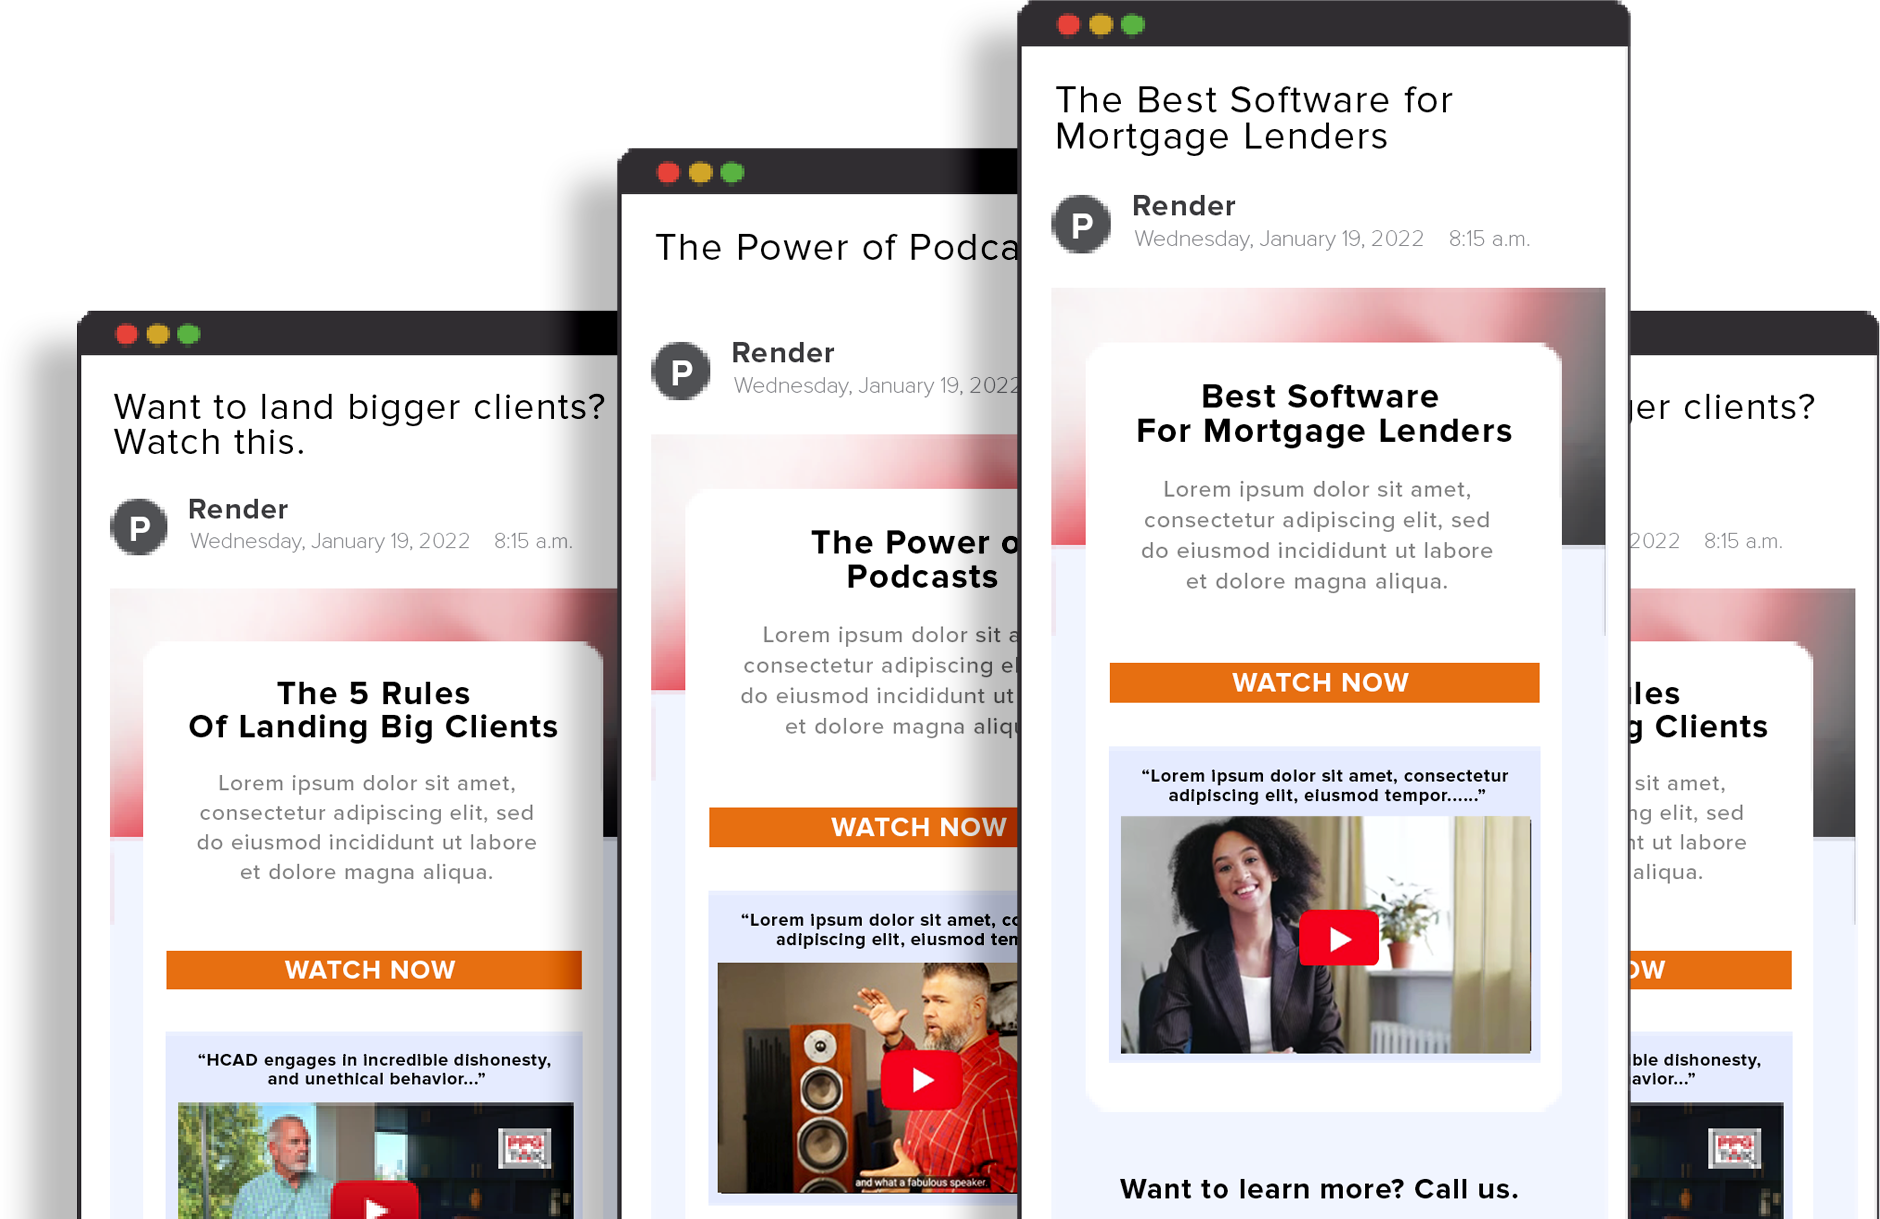 The Best Software for
Mortgage Lenders
P
Render
Wednesday, January 19, 2022 8:15 a.m.
Best Software
For Mortgage Lenders
Lorem ipsum dolor sit amet,
consectetur adipiscing elit, sed
do eiusmod incididunt ut labore
et dolore magna aliqua.
WATCH NOW
“Lorem ipsum dolor sit amet, consectetur
adipiscing elit, eiusmod tempor......”
Want to learn more? Call us.
The Power of Podca
P
Render
Wednesday, January 19, 2022
The Power o
Podcasts
Lorem ipsum dolor sit a
consectetur adipiscing el
do eiusmod incididunt ut
et dolore magna aliqu
WATCH NOW
“Lorem ipsum dolor sit amet, co
adipiscing elit, eiusmod tem
and what a fabulous speaker.
Want to land bigger clients?
Watch this.
P
Render
Wednesday, January 19, 2022 8:15 a.m.
The 5 Rules
Of Landing Big Clients
Lorem ipsum dolor sit amet,
consectetur adipiscing elit, sed
do eiusmod incididunt ut labore
et dolore magna aliqua.
WATCH NOW
“HCAD engages in incredible dishonesty,
and unethical behavior...”
PPG
TAX
ger clients?
2022 8:15 a.m.
les
g Clients
sit amet,
ng elit, sed
nt ut labore
aliqua.
OW
ble dishonesty,
avior...”
PPG
TAX